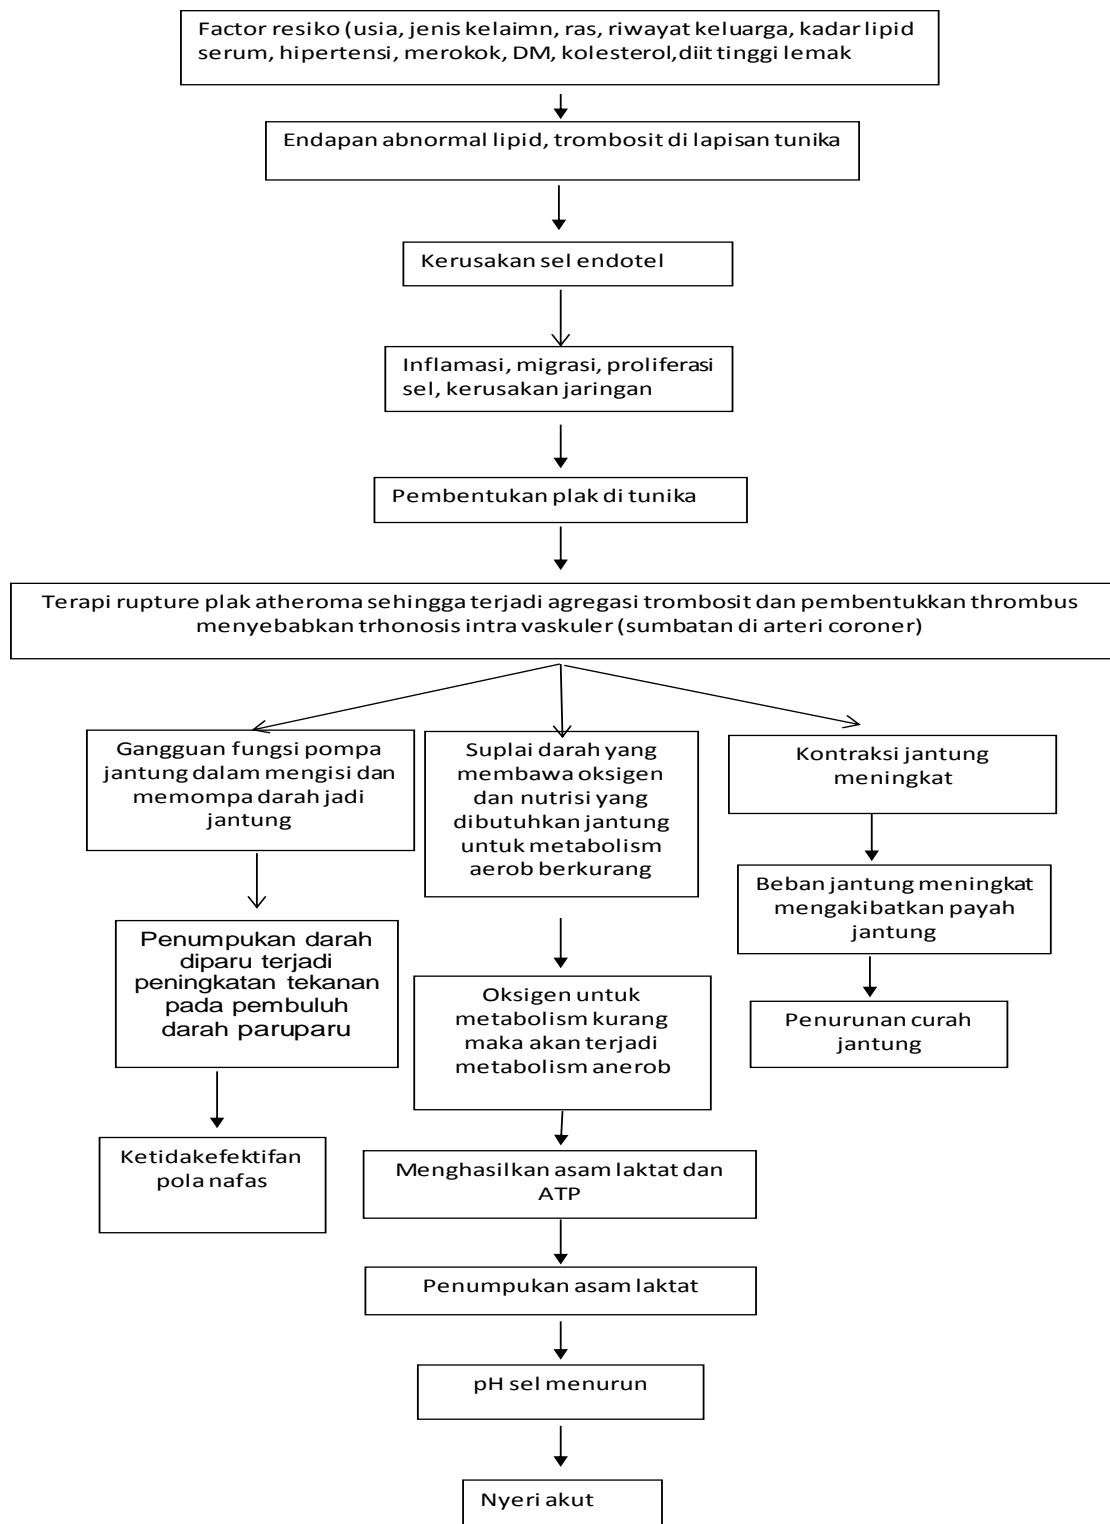 Factor resiko (usia, jenis kelaimn, ras, riwayat keluarga, kadar lipid
serum, hipertensi, merokok, DM, kolesterol,diit tinggi lemak
Endapan abnormal lipid, trombosit di lapisan tunika
Kerusakan sel endotel
Inflamasi, migrasi, proliferasi
sel, kerusakan jaringan
Pembentukan plak di tunika
Terapi rupture plak atheroma sehingga terjadi agregasi trombosit dan pembentukkan thrombus
menyebabkan trhonosis intra vaskuler (sumbatan di arteri coroner)
Gangguan fungsi pompa
jantung dalam mengisi dan
memompa darah jadi
jantung
Penumpukan darah
diparu terjadi
peningkatan tekanan
pada pembuluh
darah paruparu
Ketidakefektifan
pola nafas
Suplai darah yang
membawa oksigen
dan nutrisi yang
dibutuhkan jantung
untuk metabolism
aerob berkurang
Oksigen untuk
metabolism kurang
maka akan terjadi
metabolism anerob
Menghasilkan asam laktat dan
ATP
Penumpukan asam laktat
pH sel menurun
Nyeri akut
Kontraksi jantung
meningkat
Beban jantung meningkat
mengakibatkan payah
jantung
Penurunan curah
jantung